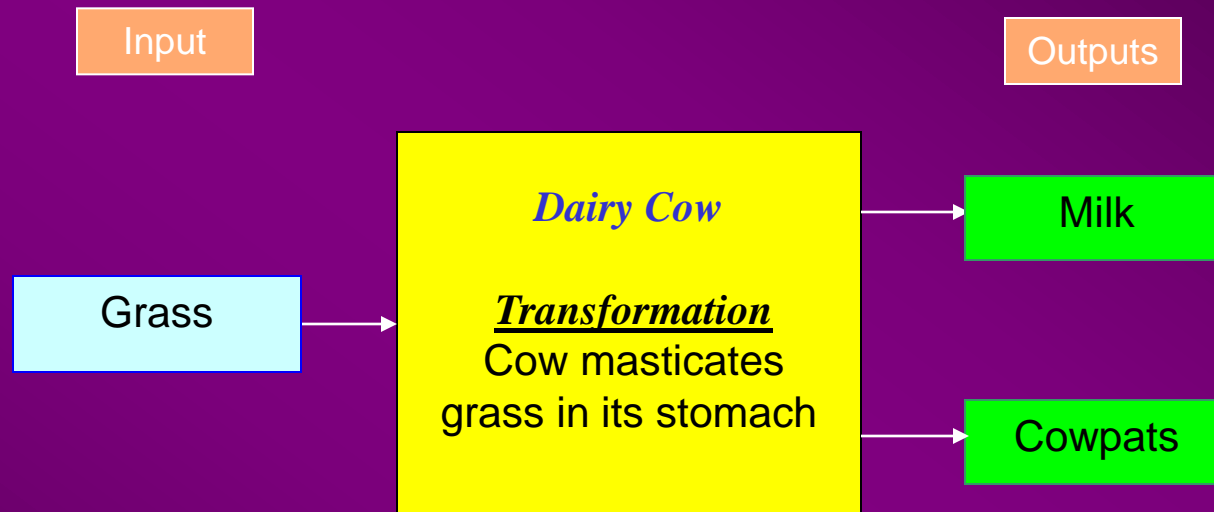 Input
Outputs
Dairy Cow
Milk
Grass
Transformation
Cow masticates
grass in its stomach
Cowpats